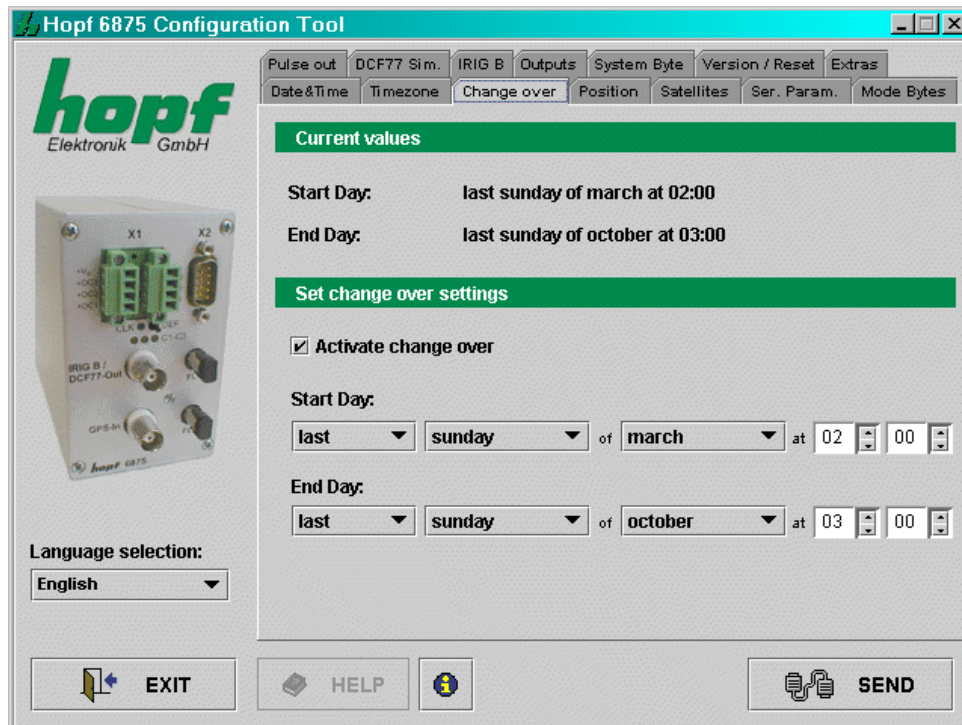 Hopf 6875 Configuration Tool
hopf
Elektronik GmbH
Pulse out DCF77 Sim. IRIG B Outputs System Byte Version / Reset Extras
Date&Time Timezone Change over Position Satellites Ser. Param. Mode Bytes
Current values
Start Day: last sunday of march at 02:00
End Day: last sunday of october at 03:00
Set change over settings
Activate change over
Start Day:
last sunday of march at 02 00
End Day:
last sunday of october at 03 00
X1 X2
CLK DEF
C1-C3
IRIG B /
DCF77-Out
GPS-In
hopf 6875
Language selection:
English
EXIT HELP SEND